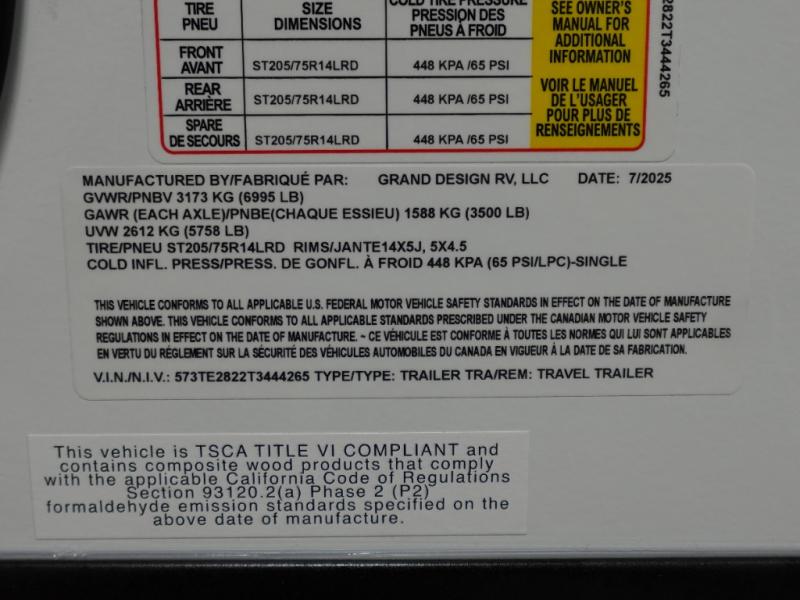 TIRE SIZE COLD TIRE PRESSURE
PNEU DIMENSIONS PRESSION DES
PNEUS À FROID
FRONT
AVANT ST205/75R14LRD 448 KPA /65 PSI
REAR
ARRIÈRE ST205/75R14LRD 448 KPA /65 PSI
SPARE
DE SECOURS ST205/75R14LRD 448 KPA /65 PSI
SEE OWNER'S
MANUAL FOR
ADDITIONAL
INFORMATION
VOIR LE MANUEL
DE L'USAGER
POUR PLUS DE
RENSEIGNEMENTS
2822T3444265
MANUFACTURED BY/FABRIQUÉ PAR: GRAND DESIGN RV, LLC DATE: 7/2025
GVWR/PNBV 3173 KG (6995 LB)
GAWR (EACH AXLE)/PNBE(CHAQUE ESSIEU) 1588 KG (3500 LB)
UVW 2612 KG (5758 LB)
TIRE/PNEU ST205/75R14LRD RIMS/JANTE14X5J, 5X4.5
COLD INFL. PRESS/PRESS. DE GONFL. À FROID 448 KPA (65 PSI/LPC)-SINGLE
THIS VEHICLE CONFORMS TO ALL APPLICABLE U.S. FEDERAL MOTOR VEHICLE SAFETY STANDARDS IN EFFECT ON THE DATE OF MANUFACTURE
SHOWN ABOVE. THIS VEHICLE CONFORMS TO ALL APPLICABLE STANDARDS PRESCRIBED UNDER THE CANADIAN MOTOR VEHICLE SAFETY
REGULATIONS IN EFFECT ON THE DATE OF MANUFACTURE. ~ CE VÉHICULE EST CONFORME À TOUTES LES NORMES QUI LUI SONT APPLICABLES
EN VERTU DU RÉGLEMENT SUR LA SÉCURITÉ DES VÉHICULES AUTOMOBILES DU CANADA EN VIGUEUR À LA DATE DE SA FABRICATION.
V.I.N./N.I.V.: 573TE2822T3444265 TYPE/TYPE: TRAILER TRA/REM: TRAVEL TRAILER
This vehicle is TSCA TITLE VI COMPLIANT and
contains composite wood products that comply
with the applicable California Code of Regulations
Section 93120.2(a) Phase 2 (P2)
formaldehyde emission standards specified on the
above date of manufacture.